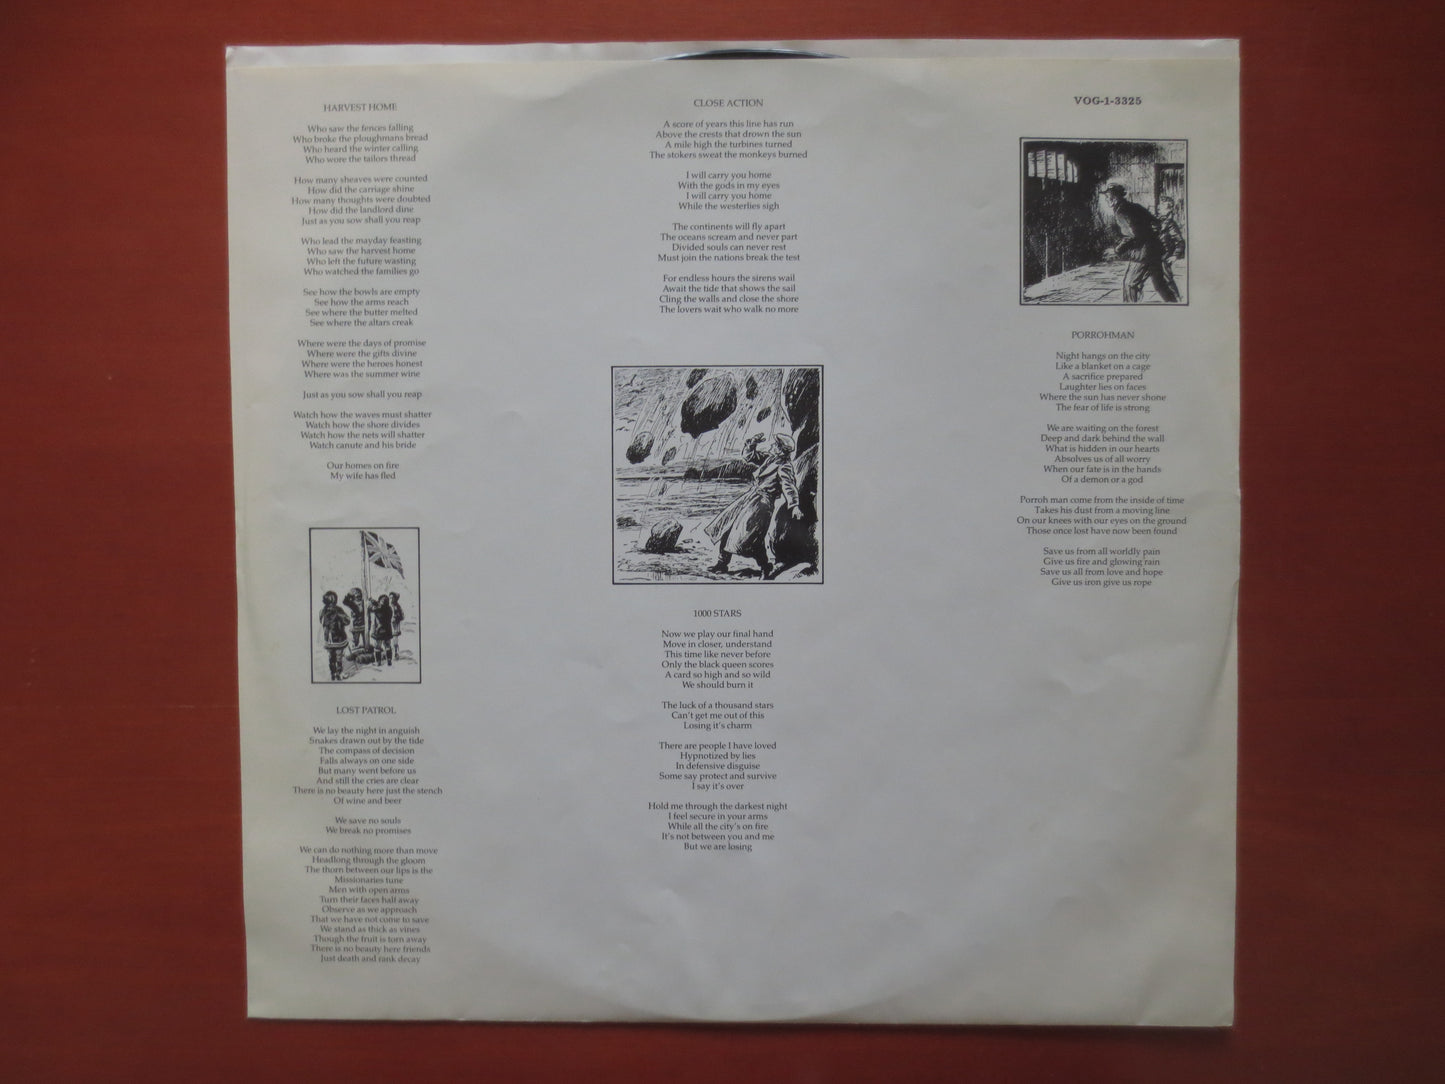 HARVEST HOME
Who saw the fences falling
Who broke the ploughmans bread
Who heard the winter calling
Who wore the tailors thread
How many sheaves were counted
How did the carriage shine
How many thoughts were doubted
How did the landlord dine
Just as you sow shall you reap
Who lead the mayday feasting
Who saw the harvest home
Who left the future wasting
Who watched the families go
See how the bowls are empty
See how the arms reach
See where the butter melted
See where the altars creak
Where were the days of promise
Where were the gifts divine
Where were the heroes honest
Where was the summer wine
Just as you sow shall you reap
Watch how the waves must shatter
Watch how the shore divides
Watch how the nets will shatter
Watch canute and his bride
Our homes on fire
My wife has fled
LOST PATROL
We lay the night in anguish
Snakes drawn out by the tide
The compass of decision
Falls always on one side
But many went before us
And still the cries are clear
There is no beauty here just the stench
Of wine and beer
We save no souls
We break no promises
We can do nothing more than move
Headlong through the gloom
The thorn between our lips is the
Missionaries tune
Men with open arms
Turn their faces half away
Observe as we approach
That we have not come to save
We stand as thick as vines
Though the fruit is torn away
There is no beauty here friends
Just death and rank decay
CLOSE ACTION
A score of years this line has run
Above the crests that drown the sun
A mile high the turbines turned
The stokers sweat the monkeys burned
I will carry you home
With the gods in my eyes
I will carry you home
While the westerlies sigh
The continents will fly apart
The oceans scream and never part
Divided souls can never rest
Must join the nations break the test
For endless hours the sirens wail
Await the tide that shows the sail
Cling the walls and close the shore
The lovers wait who walk no more
1000 STARS
Now we play our final hand
Move in closer, understand
This time like never before
Only the black queen scores
A card so high and so wild
We should burn it
The luck of a thousand stars
Can't get me out of this
Losing it's charm
There are people I have loved
Hypnotized by lies
In defensive disguise
Some say protect and survive
I say it's over
Hold me through the darkest night
I feel secure in your arms
While all the city's on fire
It's not between you and me
But we are losing
VOG-1-3325
PORROHMAN
Night hangs on the city
Like a blanket on a cage
A sacrifice prepared
Laughter lies on faces
Where the sun has never shone
The fear of life is strong
We are waiting on the forest
Deep and dark behind the wall
What is hidden in our hearts
Absolves us of all worry
When our fate is in the hands
Of a demon or a god
Porroh man come from the inside of time
Takes his dust from a moving line
On our knees with our eyes on the ground
Those once lost have now been found
Save us from all worldly pain
Give us fire and glowing rain
Save us all from love and hope
Give us iron give us rope